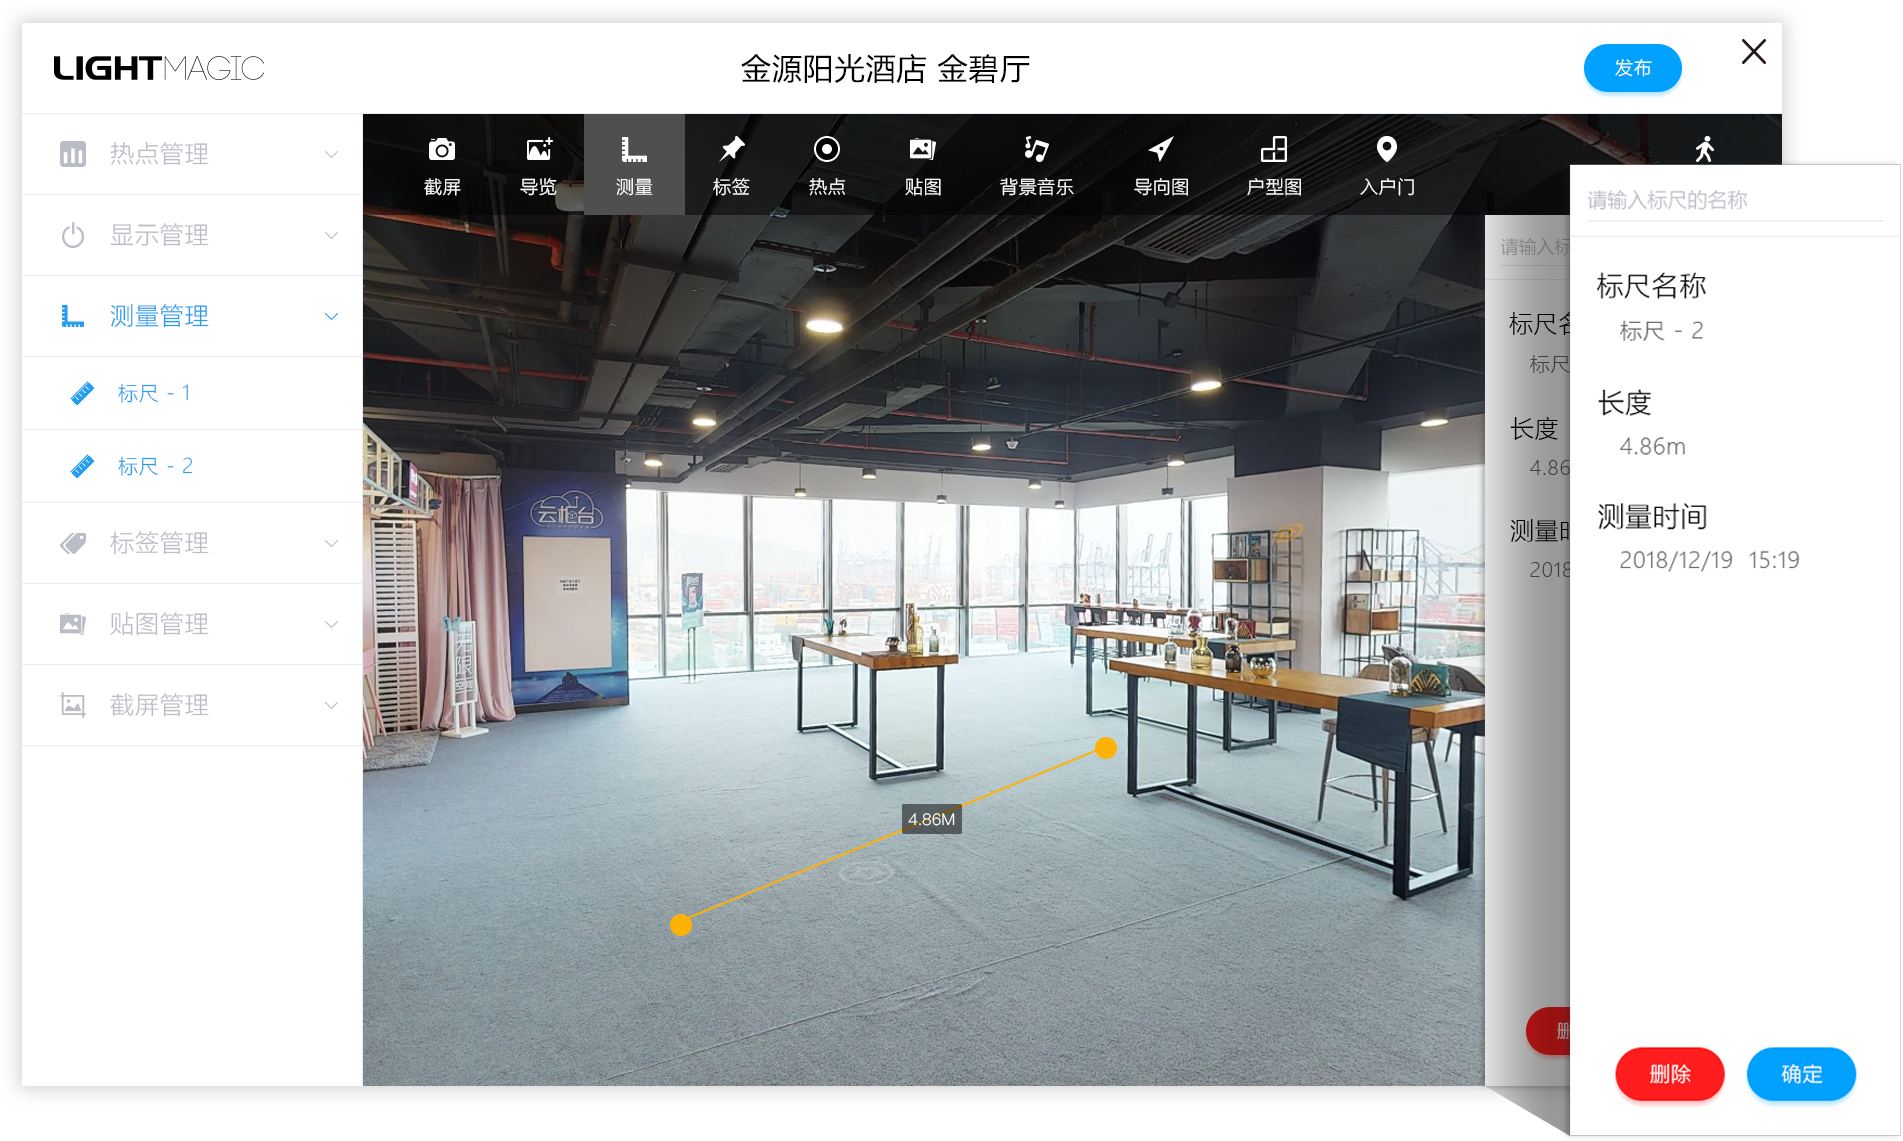 LIGHTMAGIC
金源阳光酒店 金碧厅
发布
热点管理
显示管理
测量管理
标尺 - 1
标尺 - 2
标签管理
贴图管理
截屏管理
截屏
导览
测量
标签
热点
贴图
背景音乐
导向图
户型图
入户门
云柜台
4.86M
请输入标
标尺名
标尺
长度
4.86
测量时
2018
删
请输入标尺的名称
标尺名称
标尺 - 2
长度
4.86m
测量时间
2018/12/19 15:19
删除
确定